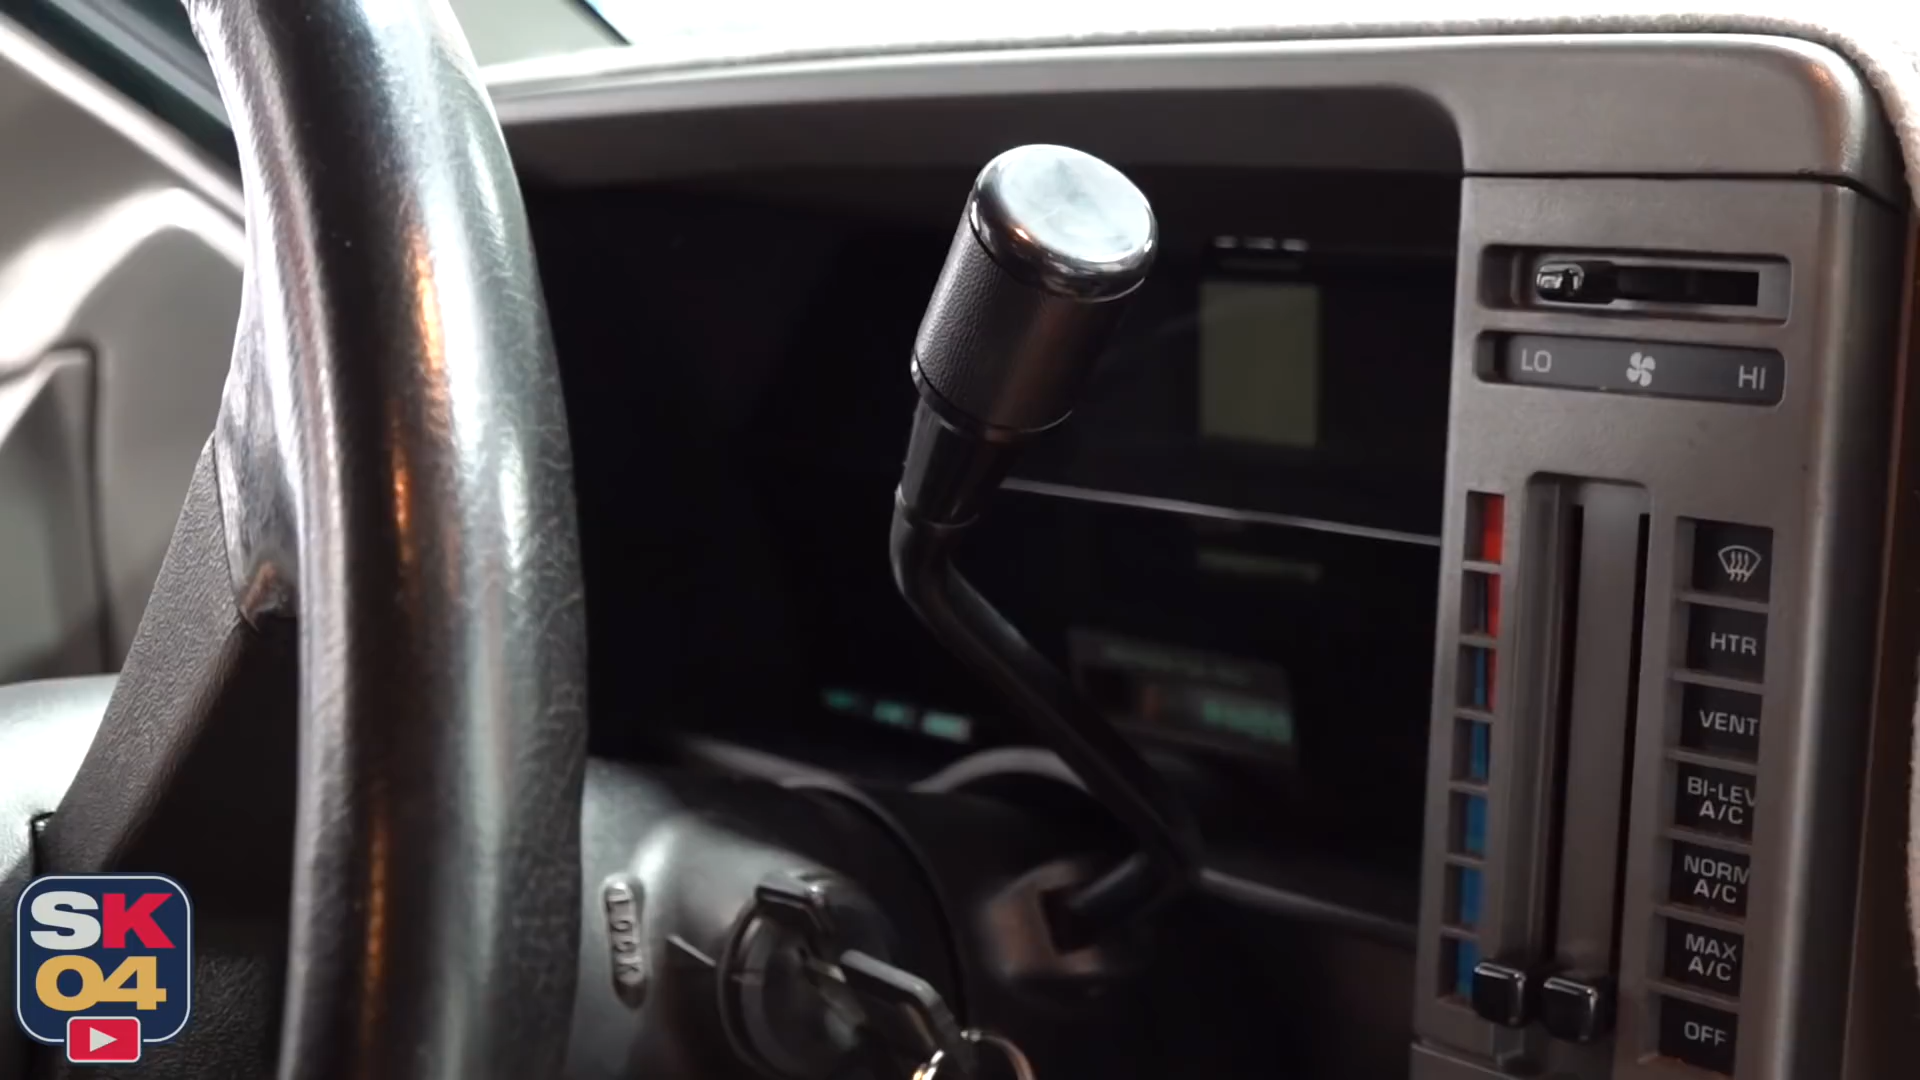 LO HI
HTR
VENT
BI-LEV
A/C
NORM
A/C
MAX
A/C
OFF
LOCK
SK
04